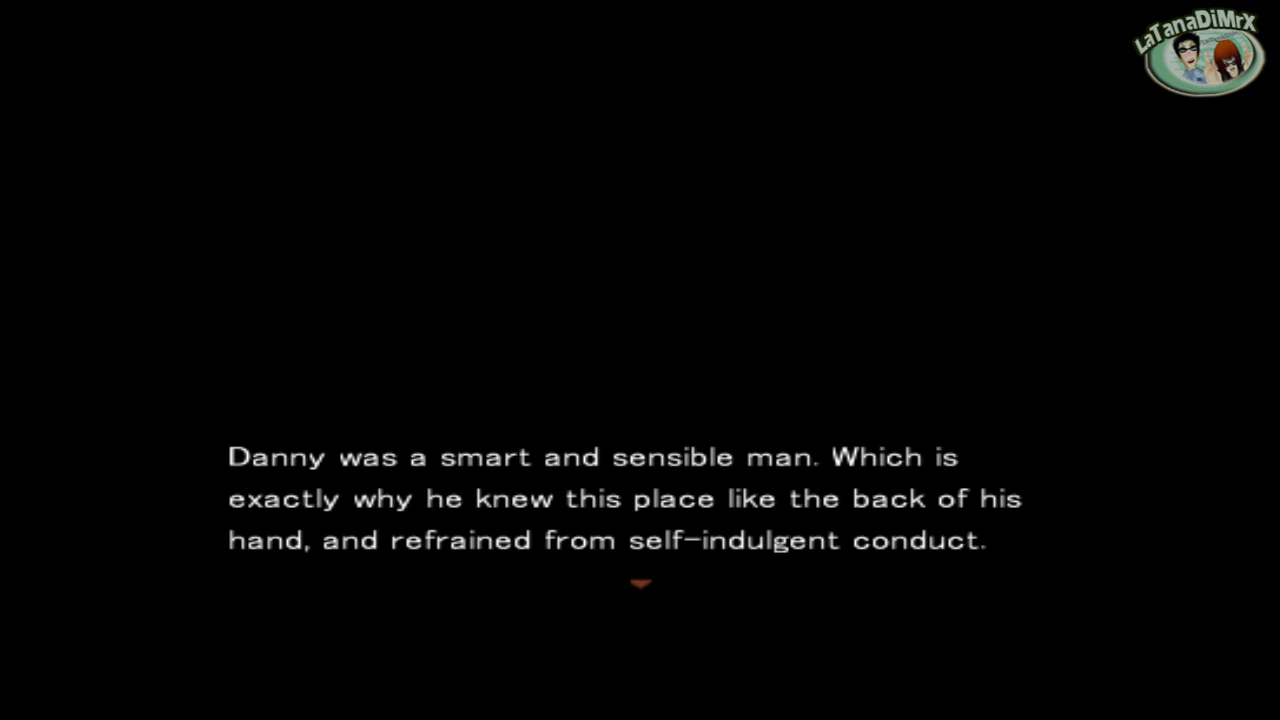 LaTanaDiMrX
Danny was a smart and sensible man. Which is
exactly why he knew this place like the back of his
hand, and refrained from self-indulgent conduct.